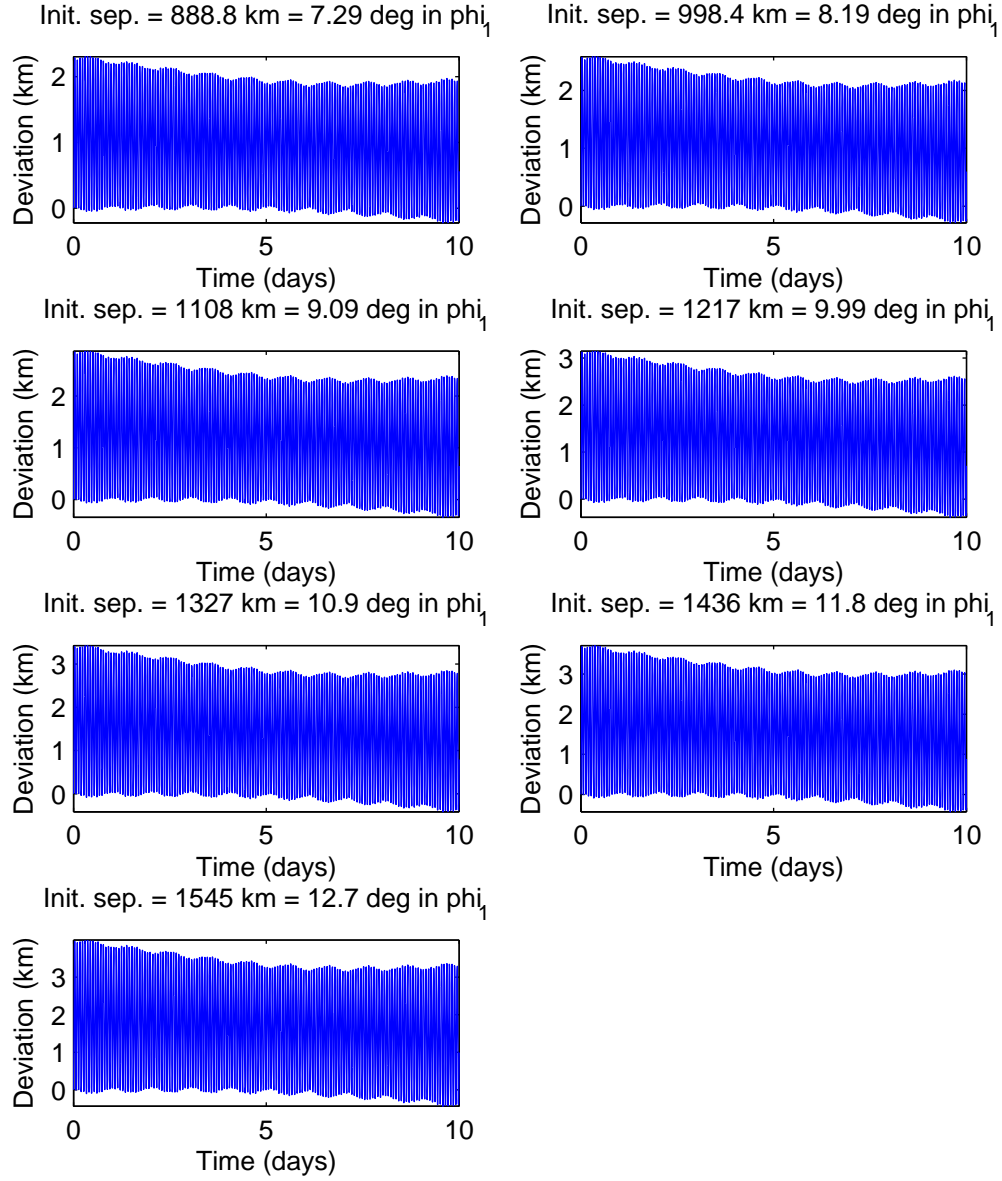 Init. sep. = 888.8 km = 7.29 deg in phi₁
Deviation (km)
2
1
0
0
5
10
Time (days)
Init. sep. = 998.4 km = 8.19 deg in phi₁
Deviation (km)
2
1
0
0
5
10
Time (days)
Init. sep. = 1108 km = 9.09 deg in phi₁
Deviation (km)
2
1
0
0
5
10
Time (days)
Init. sep. = 1217 km = 9.99 deg in phi₁
Deviation (km)
3
2
1
0
0
5
10
Time (days)
Init. sep. = 1327 km = 10.9 deg in phi₁
Deviation (km)
3
2
1
0
0
5
10
Time (days)
Init. sep. = 1436 km = 11.8 deg in phi₁
Deviation (km)
3
2
1
0
0
5
10
Time (days)
Init. sep. = 1545 km = 12.7 deg in phi₁
Deviation (km)
3
2
1
0
0
5
10
Time (days)